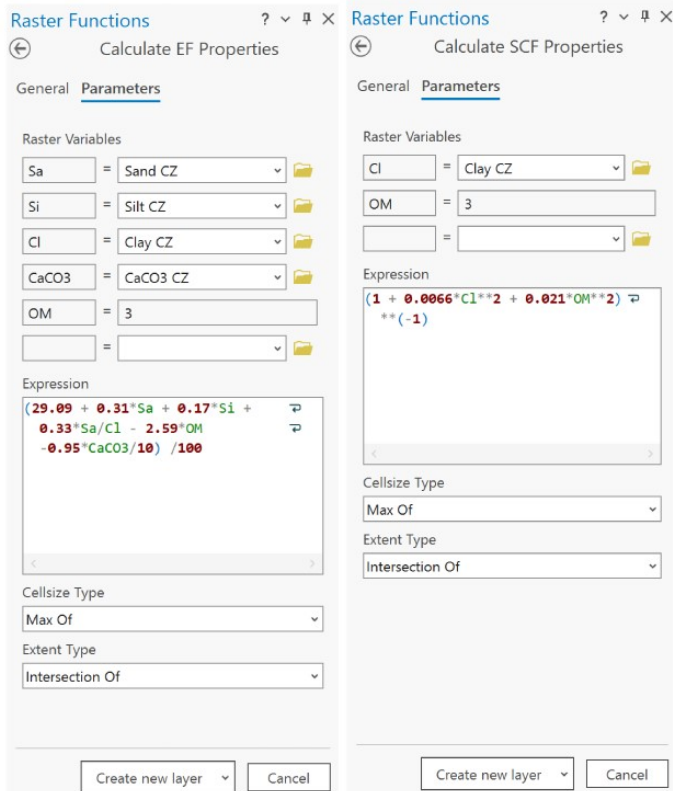 Raster Functions
Calculate EF Properties
General Parameters
Raster Variables
Sa = Sand CZ
Si = Silt CZ
Cl = Clay CZ
CaCO3 = CaCO3 CZ
OM = 3
=
Expression
(29.09 + 0.31*Sa + 0.17*Si +
0.33*Sa/Cl - 2.59*OM
-0.95*CaCO3/10) /100
Cellsize Type
Max Of
Extent Type
Intersection Of
Create new layer
Cancel
Raster Functions
Calculate SCF Properties
General Parameters
Raster Variables
Cl = Clay CZ
OM = 3
=
Expression
(1 + 0.0066*Cl**2 + 0.021*OM**2)
**(-1)
Cellsize Type
Max Of
Extent Type
Intersection Of
Create new layer
Cancel